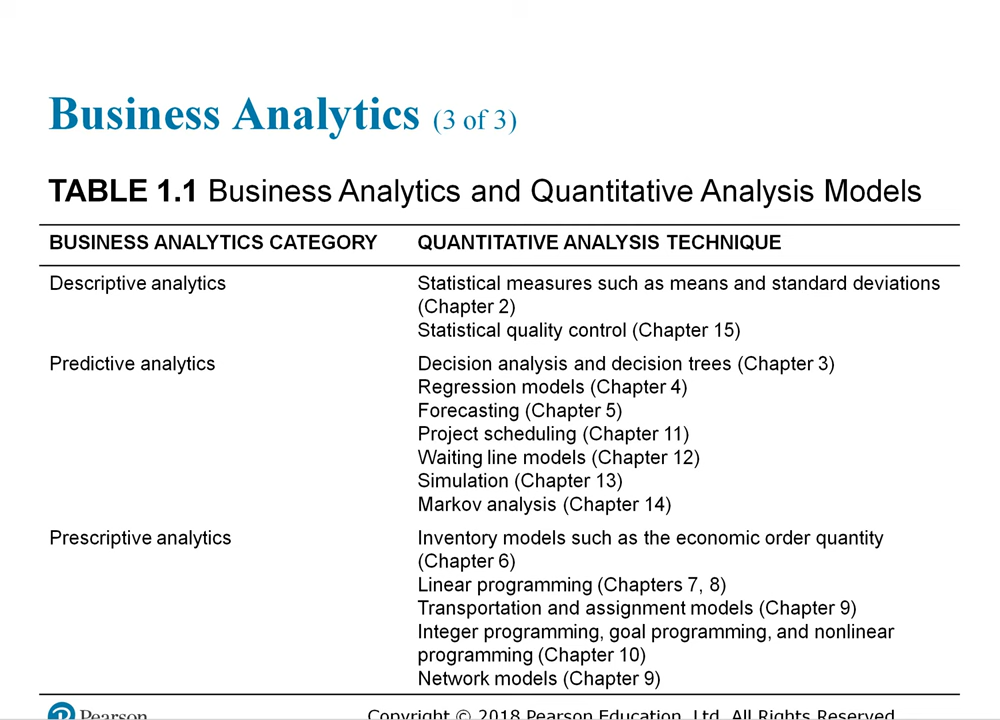 Business Analytics (3 of 3)
TABLE 1.1 Business Analytics and Quantitative Analysis Models
BUSINESS ANALYTICS CATEGORY QUANTITATIVE ANALYSIS TECHNIQUE
Descriptive analytics Statistical measures such as means and standard deviations
(Chapter 2)
Statistical quality control (Chapter 15)
Predictive analytics Decision analysis and decision trees (Chapter 3)
Regression models (Chapter 4)
Forecasting (Chapter 5)
Project scheduling (Chapter 11)
Waiting line models (Chapter 12)
Simulation (Chapter 13)
Markov analysis (Chapter 14)
Prescriptive analytics Inventory models such as the economic order quantity
(Chapter 6)
Linear programming (Chapters 7, 8)
Transportation and assignment models (Chapter 9)
Integer programming, goal programming, and nonlinear
programming (Chapter 10)
Network models (Chapter 9)
Pearson Copyright © 2018 Pearson Education, Ltd. All Rights Reserved